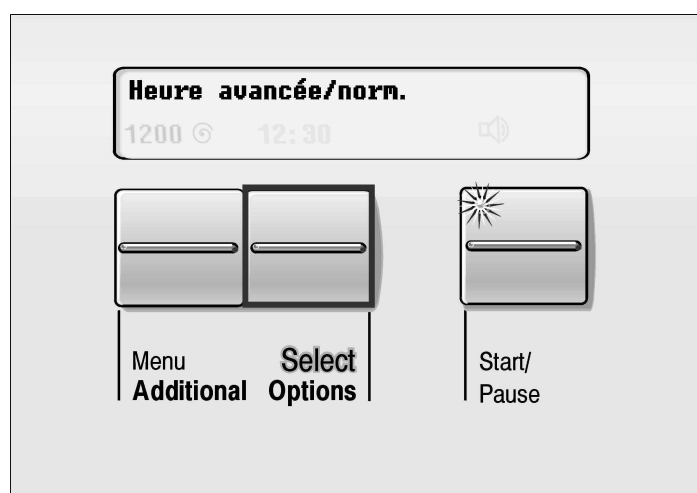 Heure avancée/norm.
1200 12:30
Menu Select
Additional Options
Start/
Pause